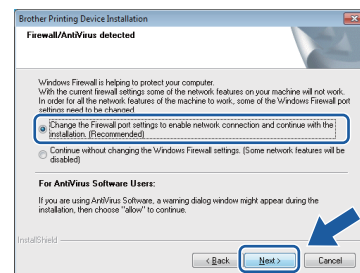 Brother Printing Device Installation
Firewall/AntiVirus detected
Windows Firewall is helping to protect your computer.
With the current firewall settings some of the network features on your machine will not work.
In order for all the network features of the machine to work, some of the Windows Firewall port
settings need to be changed.
Change the Firewall port settings to enable network connection and continue with the
installation. (Recommended)
Continue without changing the Windows Firewall settings. (Some network features will be
disabled)
For AntiVirus Software Users:
If you are using AntiVirus Software, a warning dialog window might appear during the
installation, then choose "allow" to continue.
InstallShield
< Back
Next >
Cancel